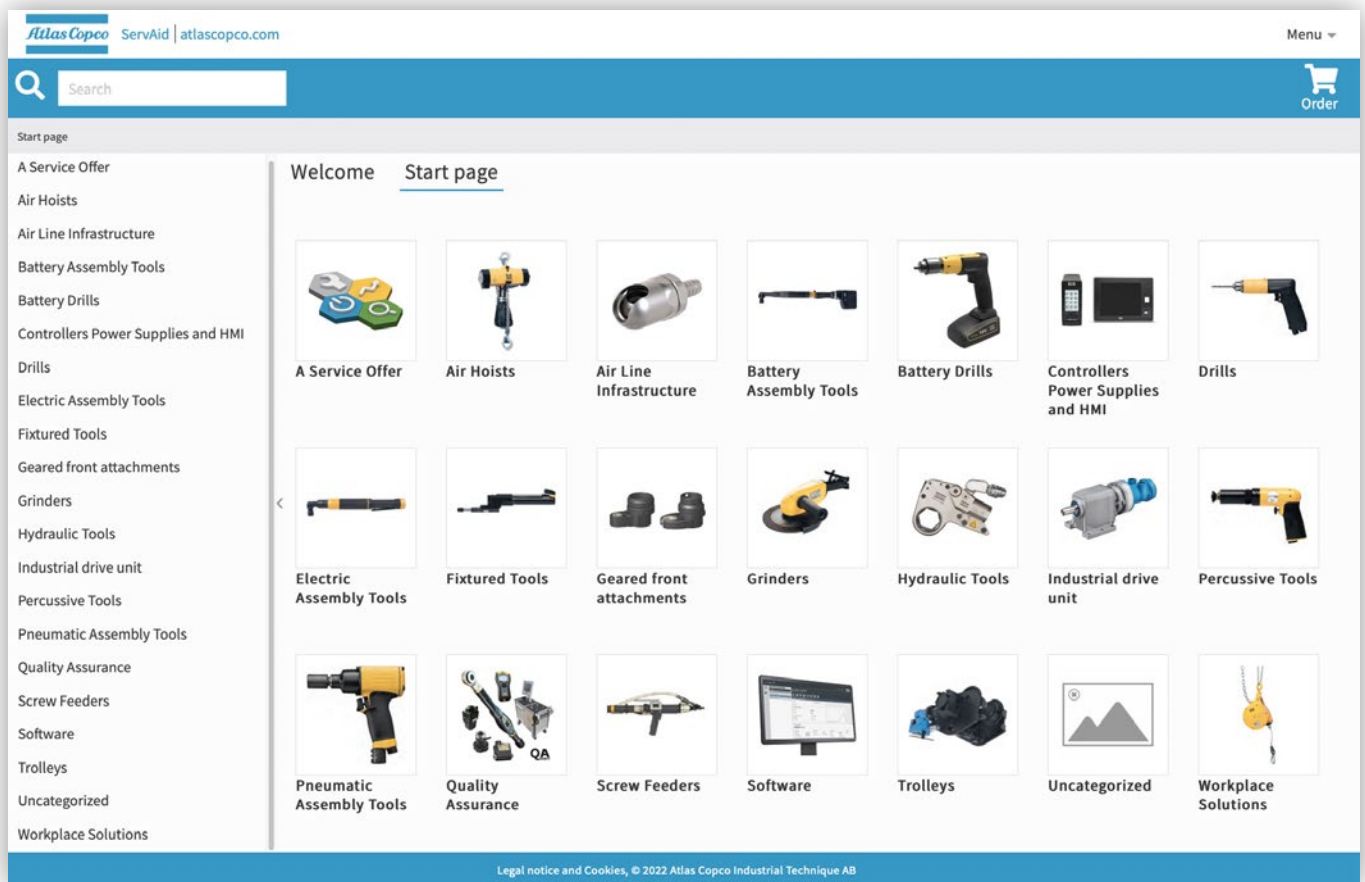 Atlas Copco ServAid | atlascopco.com
Menu
Search
Order
Start page
A Service Offer
Air Hoists
Air Line Infrastructure
Battery Assembly Tools
Battery Drills
Controllers Power Supplies and HMI
Drills
Electric Assembly Tools
Fixtured Tools
Geared front attachments
Grinders
Hydraulic Tools
Industrial drive unit
Percussive Tools
Pneumatic Assembly Tools
Quality Assurance
Screw Feeders
Software
Trolleys
Uncategorized
Workplace Solutions
Welcome Start page
A Service Offer
Air Hoists
Air Line
Infrastructure
Battery
Assembly Tools
Battery Drills
Controllers
Power Supplies
and HMI
Drills
Electric
Assembly Tools
Fixtured Tools
Geared front
attachments
Grinders
Hydraulic Tools
Industrial drive
unit
Percussive Tools
Pneumatic
Assembly Tools
QA
Quality
Assurance
Screw Feeders
Software
Trolleys
Uncategorized
Workplace
Solutions
Legal notice and Cookies, © 2022 Atlas Copco Industrial Technique AB